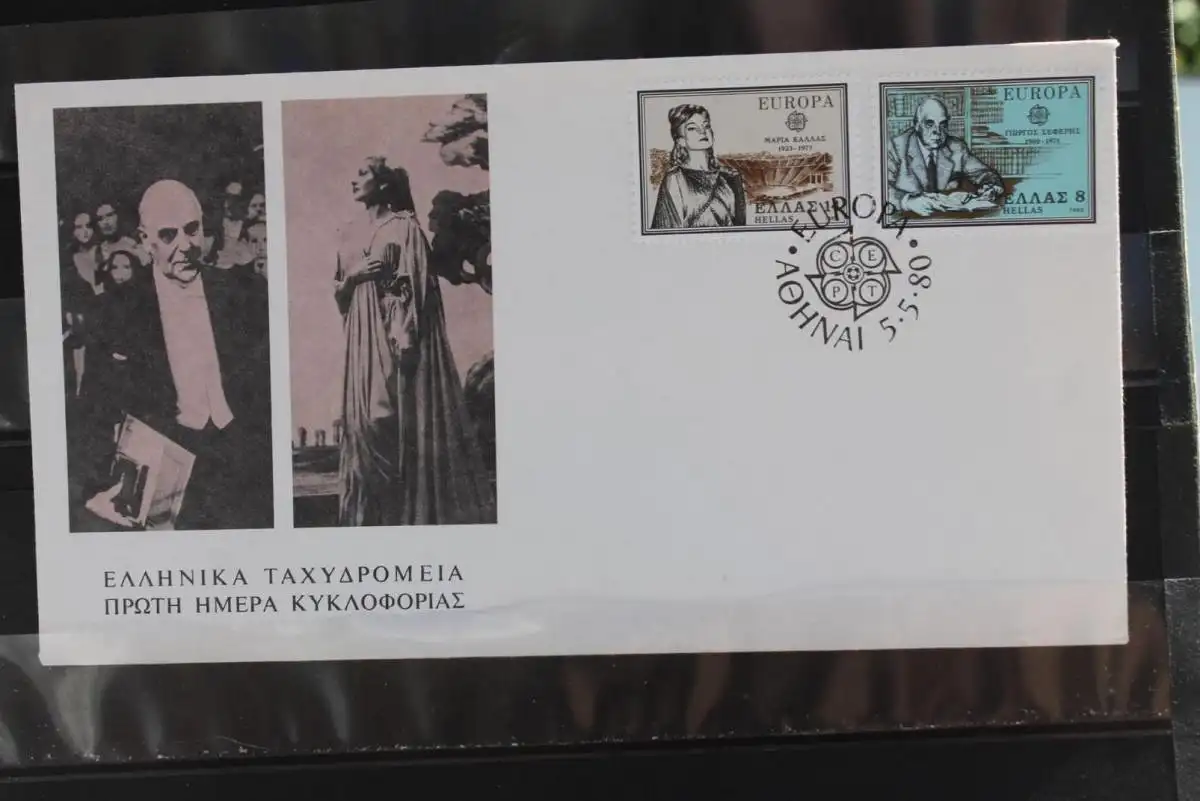 EUROPA
ΜΑΡΙΑ ΚΑΛΛΑΣ
1923-1977
ΕΛΛΑΣ
HELLAS
EUROPA
ΓΙΩΡΓΟΣ ΣΕΦΕΡΗΣ
1900-1971
ΕΛΛΑΣ 8
HELLAS
• EUROPA •
C E
P T
ΑΘΗΝΑΙ 5.5.80
ΕΛΛΗΝΙΚΑ ΤΑΧΥΔΡΟΜΕΙΑ
ΠΡΩΤΗ ΗΜΕΡΑ ΚΥΚΛΟΦΟΡΙΑΣ